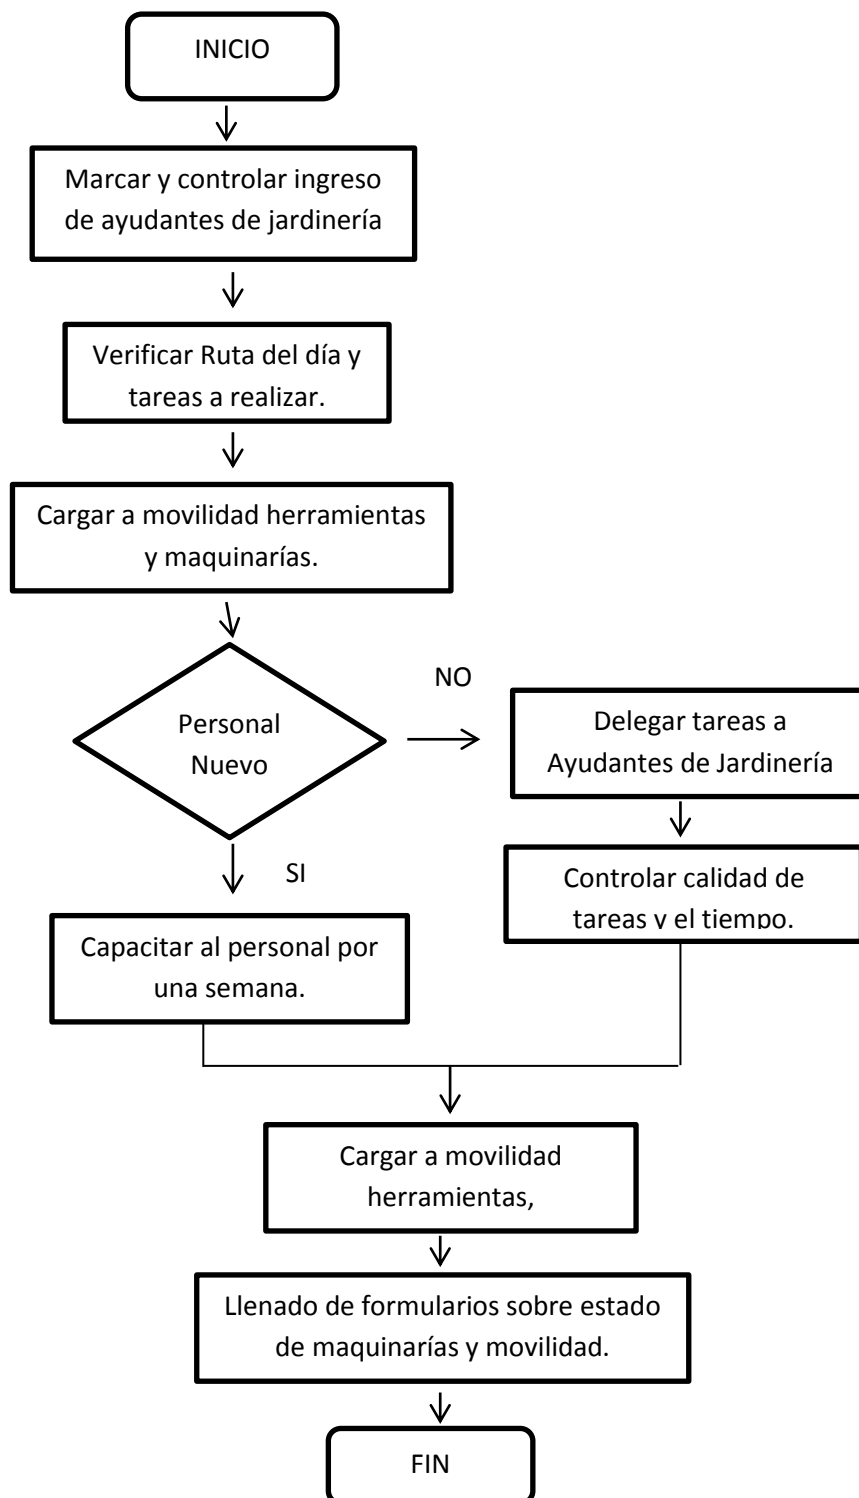 INICIO
Marcar y controlar ingreso
de ayudantes de jardinería
Verificar Ruta del día y
tareas a realizar.
Cargar a movilidad herramientas
y maquinarías.
Personal
Nuevo
NO
Delegar tareas a
Ayudantes de Jardinería
Controlar calidad de
tareas y el tiempo.
SI
Capacitar al personal por
una semana.
Cargar a movilidad
herramientas,
Llenado de formularios sobre estado
de maquinarías y movilidad.
FIN